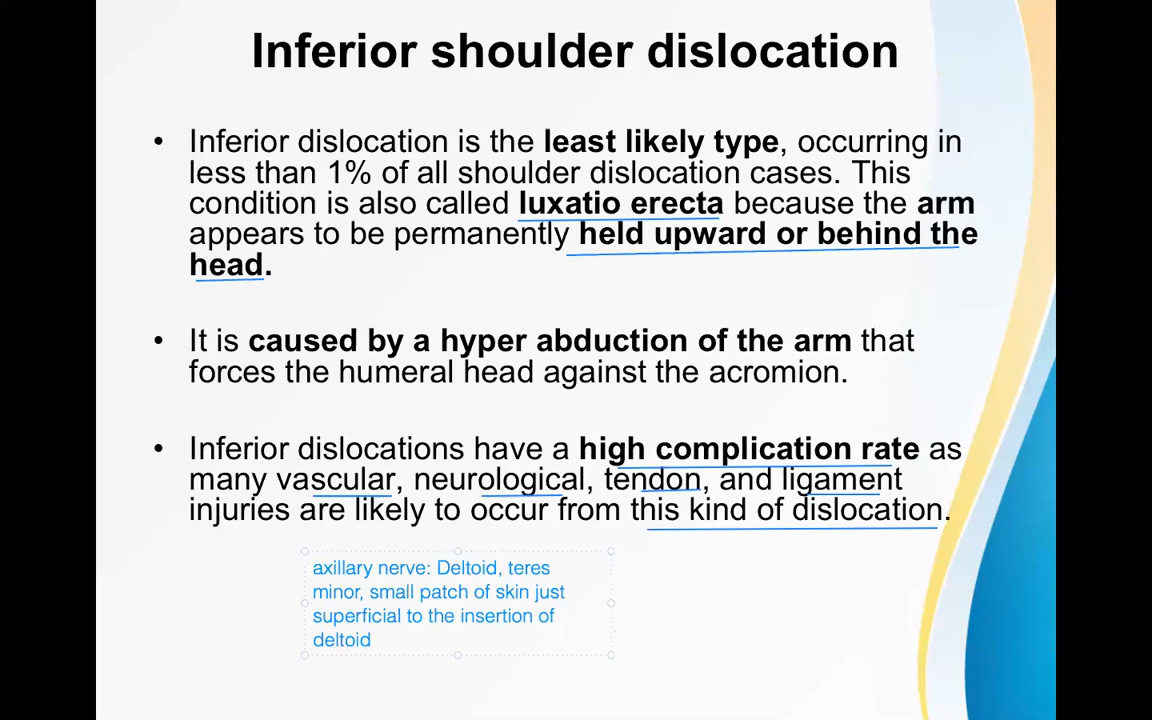 Inferior shoulder dislocation
• Inferior dislocation is the least likely type, occurring in
less than 1% of all shoulder dislocation cases. This
condition is also called luxatio erecta because the arm
appears to be permanently held upward or behind the
head.
• It is caused by a hyper abduction of the arm that
forces the humeral head against the acromion.
• Inferior dislocations have a high complication rate as
many vascular, neurological, tendon, and ligament
injuries are likely to occur from this kind of dislocation.
axillary nerve: Deltoid, teres
minor, small patch of skin just
superficial to the insertion of
deltoid